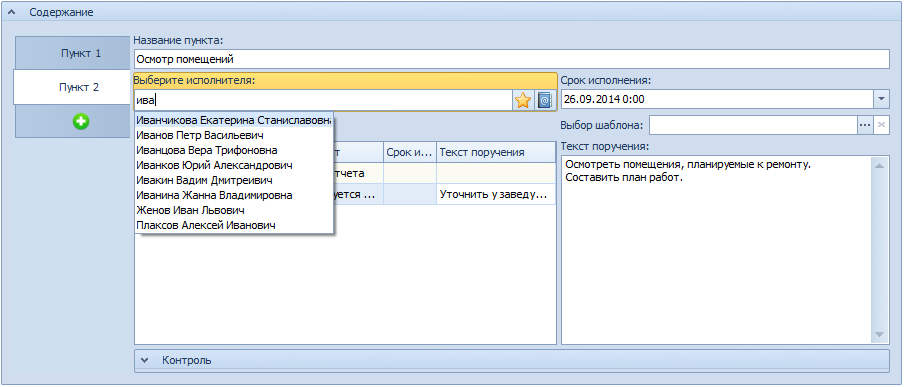 Содержание
Пункт 1
Пункт 2
Название пункта:
Осмотр помещений
Выберите исполнителя:
ива
Иванчикова Екатерина Станиславовна
Иванов Петр Васильевич
Иванцова Вера Трифоновна
Иванков Юрий Александрович
Ивакин Вадим Дмитреивич
Иванина Жанна Владимировна
Женов Иван Львович
Плаксов Алексей Иванович
Срок и... Текст поручения
Уточнить у заведу...
Срок исполнения:
26.09.2014 0:00
Выбор шаблона:
Текст поручения:
Осмотреть помещения, планируемые к ремонту.
Составить план работ.
Контроль